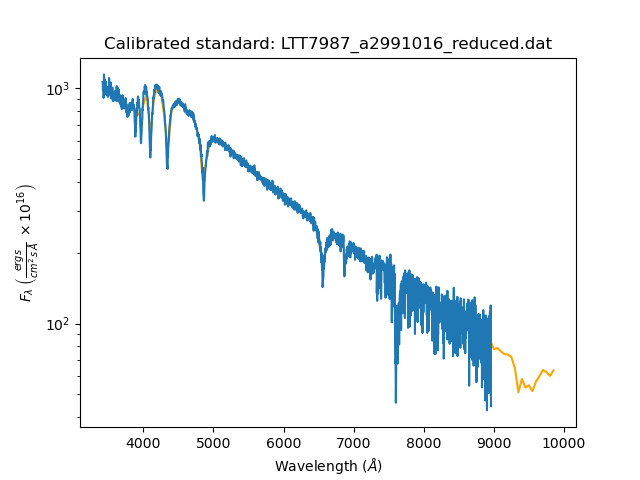 Calibrated standard: LTT7987_a2991016_reduced.dat
10³
10²
F_λ (ergs / cm² s Å × 10¹⁶)
4000 5000 6000 7000 8000 9000 10000
Wavelength (Å)